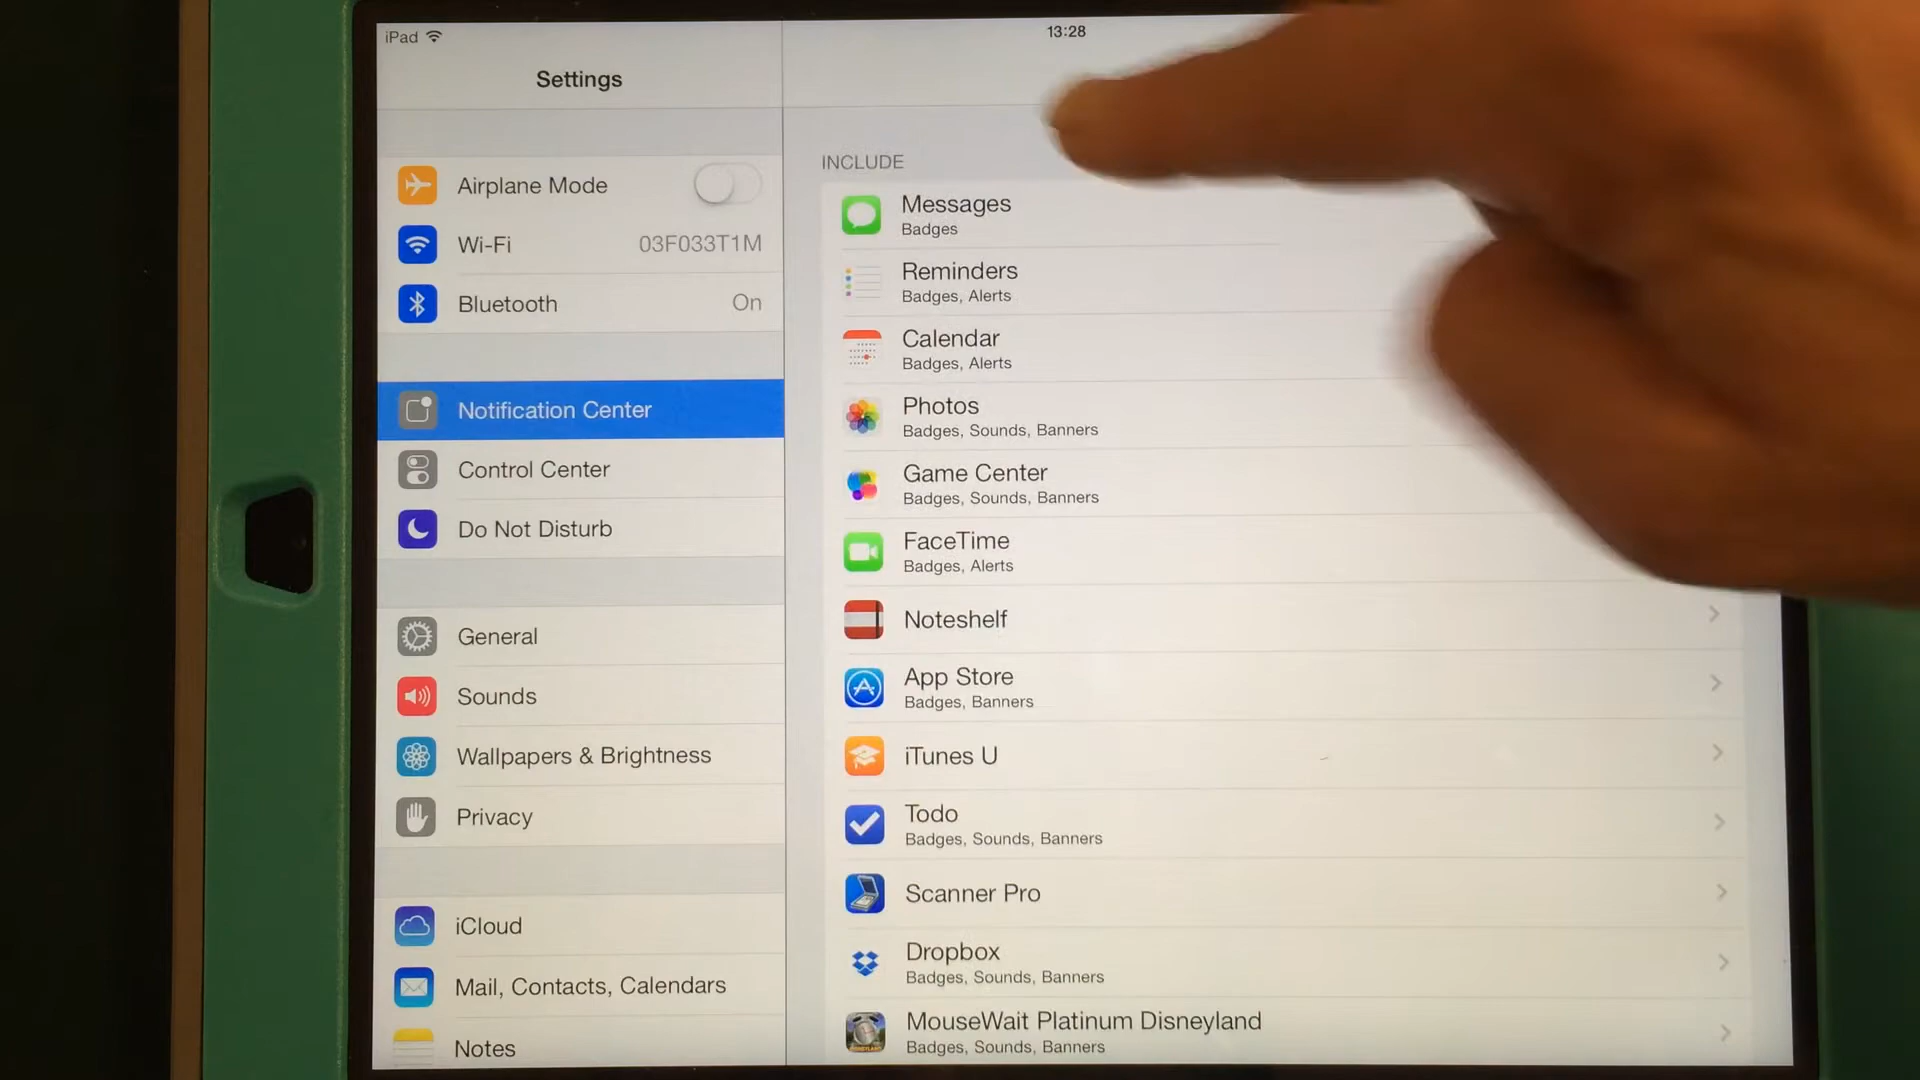 iPad
13:28
Settings
Airplane Mode
Wi-Fi 03F033T1M
Bluetooth On
Notification Center
Control Center
Do Not Disturb
General
Sounds
Wallpapers & Brightness
Privacy
iCloud
Mail, Contacts, Calendars
Notes
INCLUDE
Messages
Badges
Reminders
Badges, Alerts
Calendar
Badges, Alerts
Photos
Badges, Sounds, Banners
Game Center
Badges, Sounds, Banners
FaceTime
Badges, Alerts
Noteshelf
App Store
Badges, Banners
iTunes U
Todo
Badges, Sounds, Banners
Scanner Pro
Dropbox
Badges, Sounds, Banners
MouseWait Platinum Disneyland
Badges, Sounds, Banners